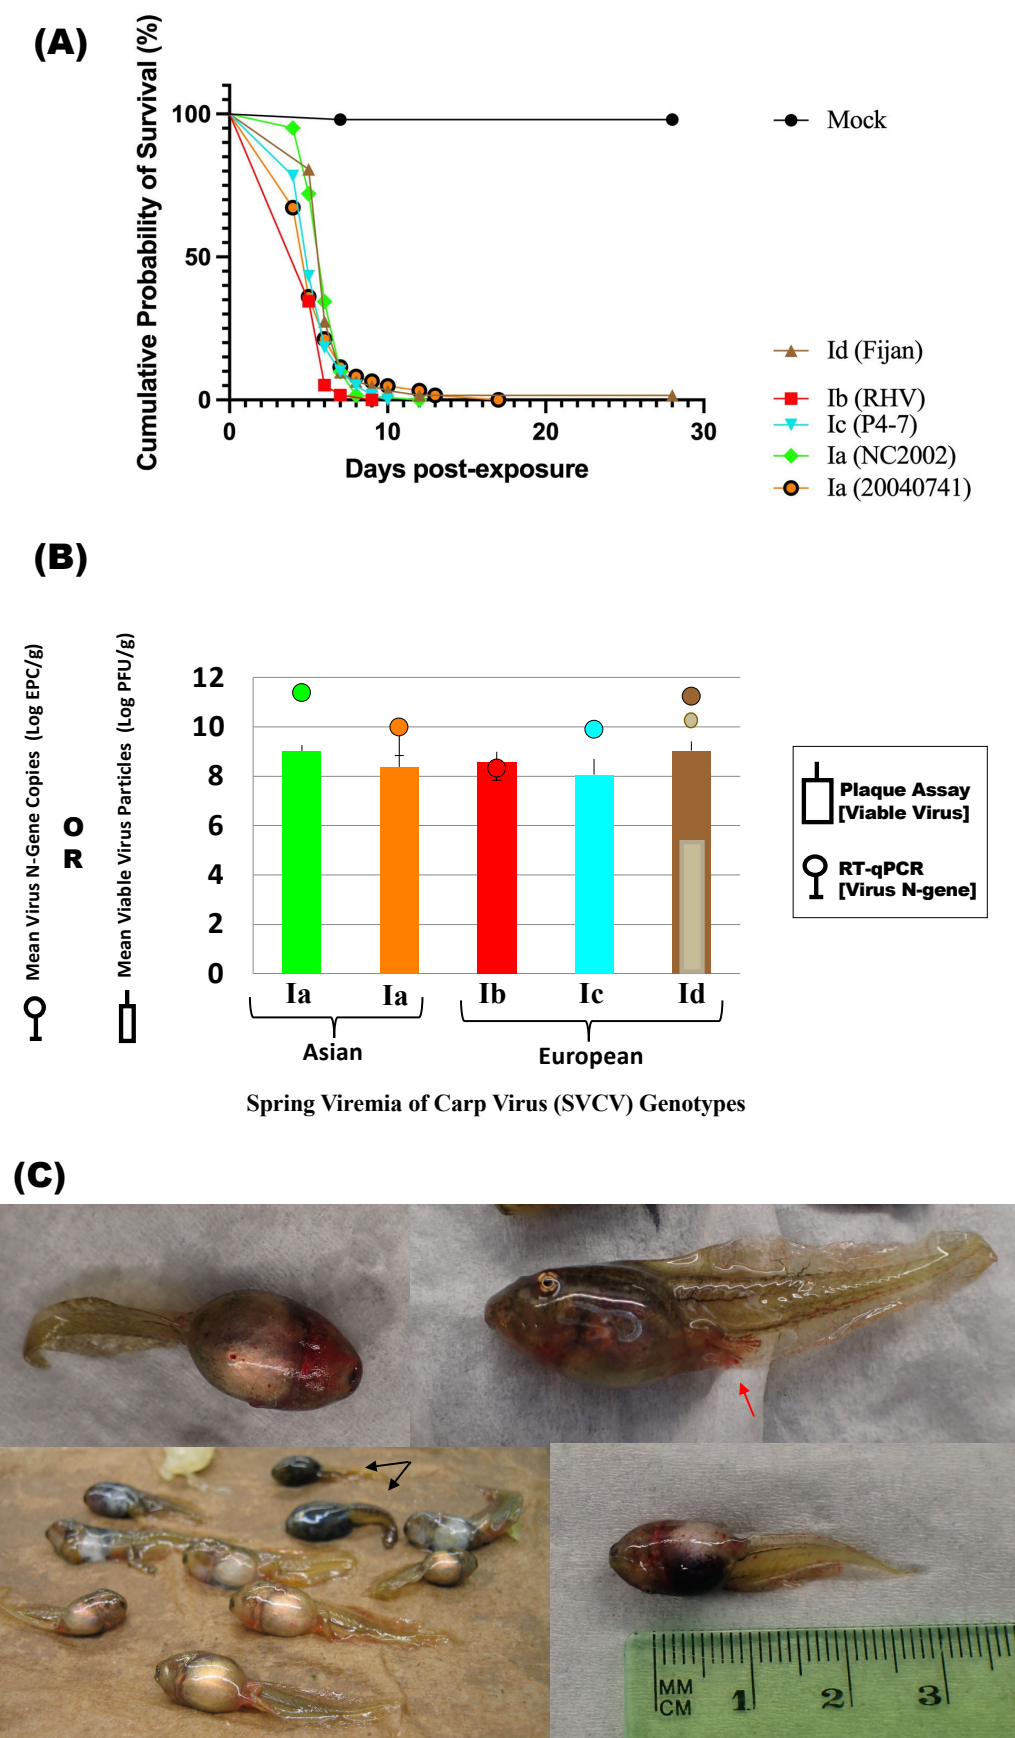 (A)
Cumulative Probability of Survival (%)
100
50
0
0 10 20 30
Days post-exposure
Mock
Id (Fijan)
Ib (RHV)
Ic (P4-7)
Ia (NC2002)
Ia (20040741)
(B)
Mean Virus N-Gene Copies (Log EPC/g)
O
R
Mean Viable Virus Particles (Log PFU/g)
12
10
8
6
4
2
0
Ia Ia Ib Ic Id
Asian European
Spring Viremia of Carp Virus (SVCV) Genotypes
Plaque Assay
[Viable Virus]
RT-qPCR
[Virus N-gene]
(C)
MM
CM 1 2 3